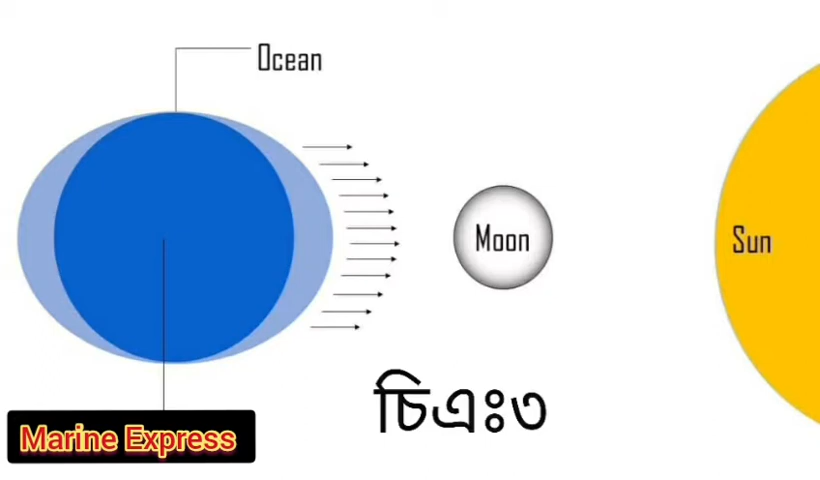 Ocean
Moon
Sun
চিএঃ৩
Marine Express